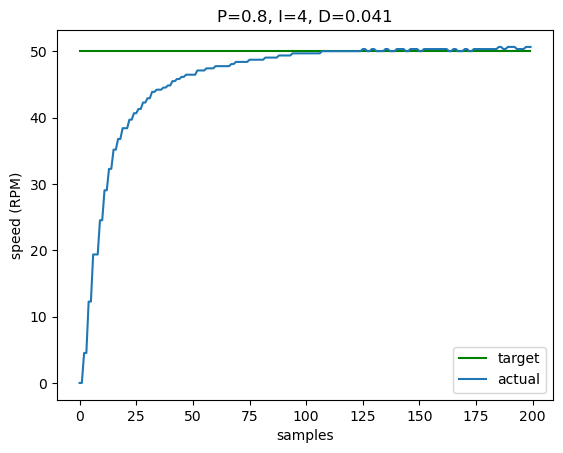 P=0.8, I=4, D=0.041
speed (RPM)
50
40
30
20
10
0
target
actual
0 25 50 75 100 125 150 175 200
samples